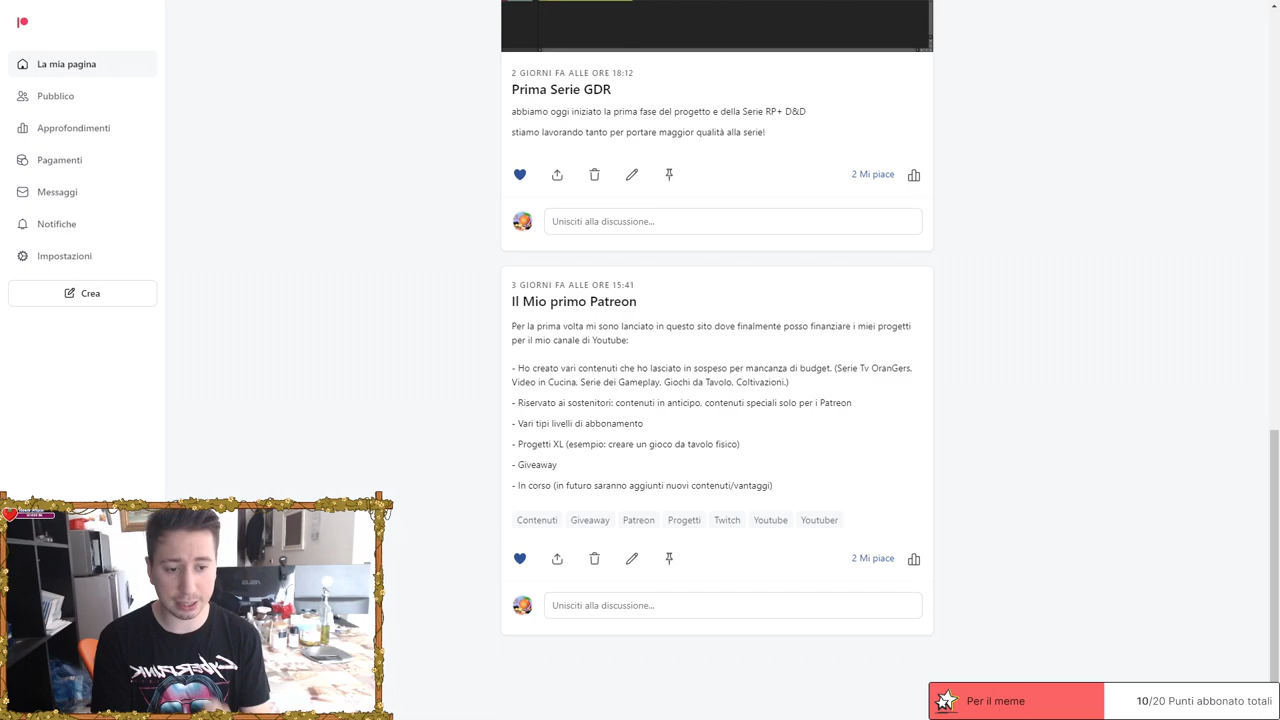 La mia pagina
Pubblico
Approfondimenti
Pagamenti
Messaggi
Notifiche
Impostazioni
Crea
2 GIORNI FA ALLE ORE 18:12
Prima Serie GDR
abbiamo oggi iniziato la prima fase del progetto e della Serie RP+ D&D
stiamo lavorando tanto per portare maggior qualità alla serie!
2 Mi piace
Unisciti alla discussione...
3 GIORNI FA ALLE ORE 15:41
Il Mio primo Patreon
Per la prima volta mi sono lanciato in questo sito dove finalmente posso finanziare i miei progetti
per il mio canale di Youtube:
- Ho creato vari contenuti che ho lasciato in sospeso per mancanza di budget. (Serie Tv OranGers,
Video in Cucina, Serie dei Gameplay, Giochi da Tavolo, Coltivazioni.)
- Riservato ai sostenitori: contenuti in anticipo, contenuti speciali solo per i Patreon
- Vari tipi livelli di abbonamento
- Progetti XL (esempio: creare un gioco da tavolo fisico)
- Giveaway
- In corso (in futuro saranno aggiunti nuovi contenuti/vantaggi)
Contenuti Giveaway Patreon Progetti Twitch Youtube Youtuber
2 Mi piace
Unisciti alla discussione...
Per il meme
10/20 Punti abbonato totali